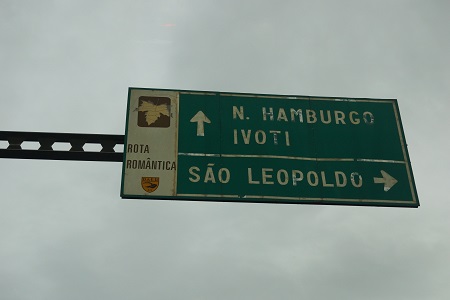 N. HAMBURGO
IVOTI
ROTA
ROMÂNTICA
SÃO LEOPOLDO